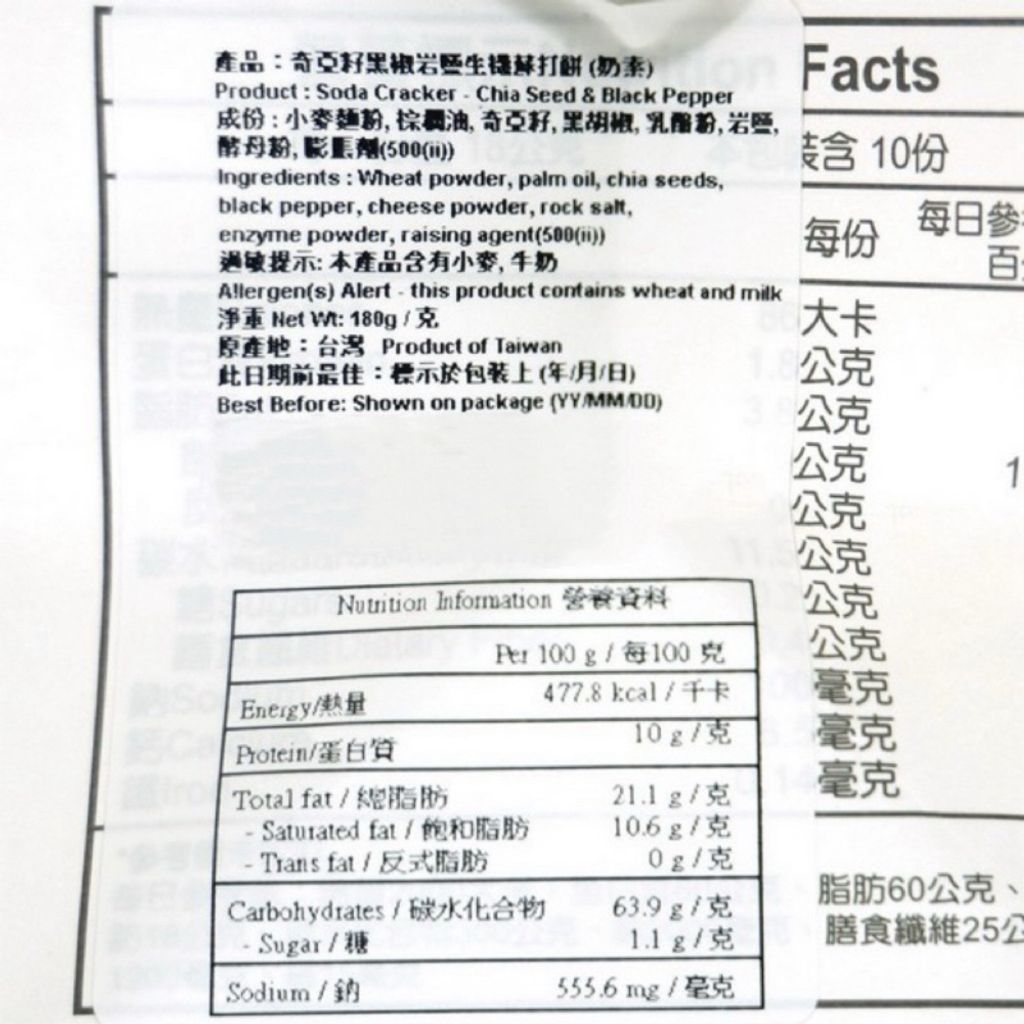 產品：奇亞籽黑椒岩鹽生機蘇打餅 (奶素)
Product : Soda Cracker - Chia Seed & Black Pepper
成份：小麥麵粉, 棕櫚油, 奇亞籽, 黑胡椒, 乳酪粉, 岩鹽,
酵母粉, 膨脹劑(500(ii))
Ingredients : Wheat powder, palm oil, chia seeds,
black pepper, cheese powder, rock salt,
enzyme powder, raising agent(500(ii))
過敏提示: 本產品含有小麥, 牛奶
Allergen(s) Alert - this product contains wheat and milk
淨重 Net Wt: 180g / 克
原產地：台灣 Product of Taiwan
此日期前最佳：標示於包裝上 (年/月/日)
Best Before: Shown on package (YY/MM/DD)
Nutrition Information 營養資料
Per 100 g / 每100 克
Energy/熱量 477.8 kcal / 千卡
Protein/蛋白質 10 g / 克
Total fat / 總脂肪 21.1 g / 克
- Saturated fat / 飽和脂肪 10.6 g / 克
- Trans fat / 反式脂肪 0 g / 克
Carbohydrates / 碳水化合物 63.9 g / 克
- Sugar / 糖 1.1 g / 克
Sodium / 鈉 555.6 mg / 毫克
Facts
裝含 10份
每份 每日參
百
大卡
公克
公克
公克 1
公克
公克
公克
公克
毫克
毫克
毫克
脂肪60公克、
膳食纖維25公